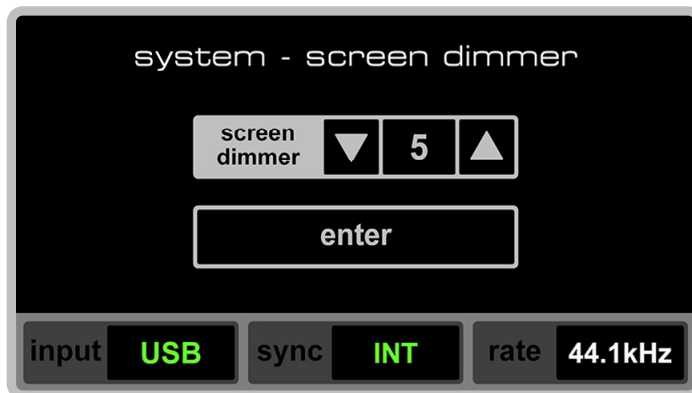 system - screen dimmer
screen
dimmer
5
enter
input USB sync INT rate 44.1kHz